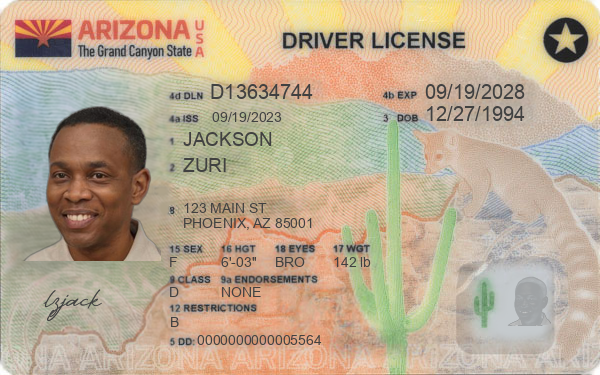 ARIZONA USA
The Grand Canyon State
DRIVER LICENSE
4d DLN D13634744
4b EXP 09/19/2028
4a ISS 09/19/2023
3 DOB 12/27/1994
1 JACKSON
2 ZURI
8 123 MAIN ST
PHOENIX, AZ 85001
15 SEX 16 HGT 18 EYES 17 WGT
F 6'-03" BRO 142 lb
9 CLASS 9a ENDORSEMENTS
D NONE
12 RESTRICTIONS
B
5 DD: 0000000000005564
lzjack
ARIZONA ARIZONA ARIZONA ARIZONA